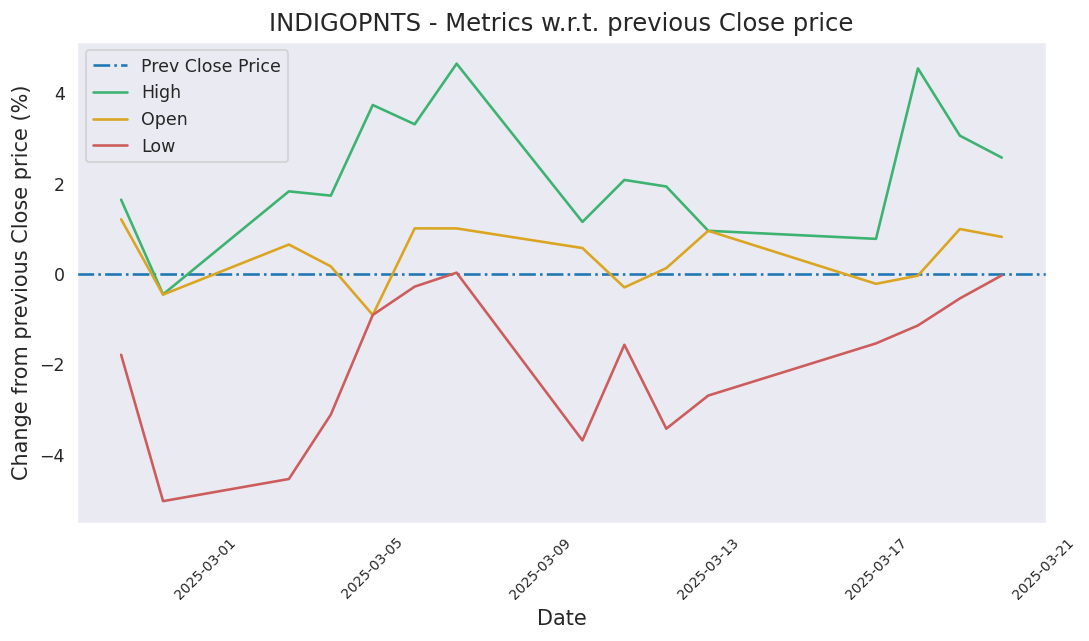 INDIGOPNTS - Metrics w.r.t. previous Close price
Prev Close Price
High
Open
Low
Change from previous Close price (%)
4
2
0
−2
−4
2025-03-01
2025-03-05
2025-03-09
2025-03-13
2025-03-17
2025-03-21
Date